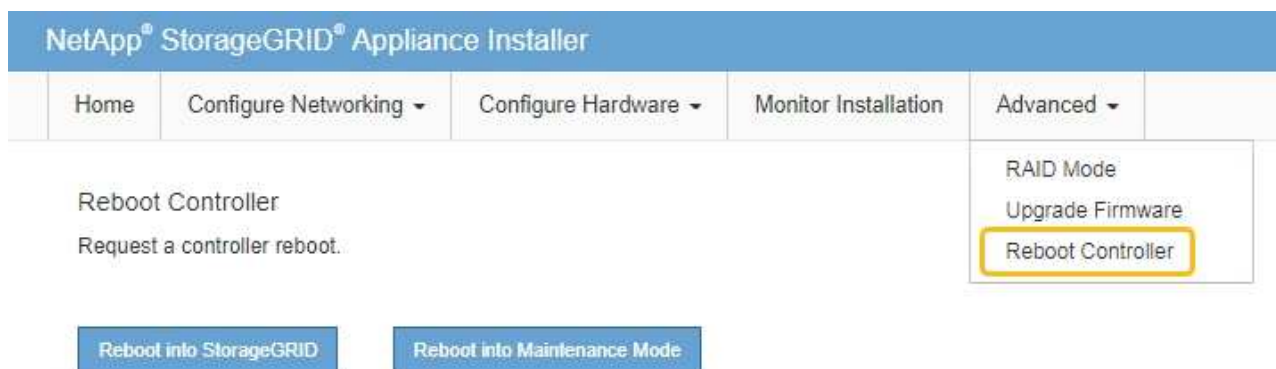 NetApp® StorageGRID® Appliance Installer
Home Configure Networking Configure Hardware Monitor Installation Advanced
RAID Mode
Upgrade Firmware
Reboot Controller
Reboot Controller
Request a controller reboot.
Reboot into StorageGRID Reboot into Maintenance Mode